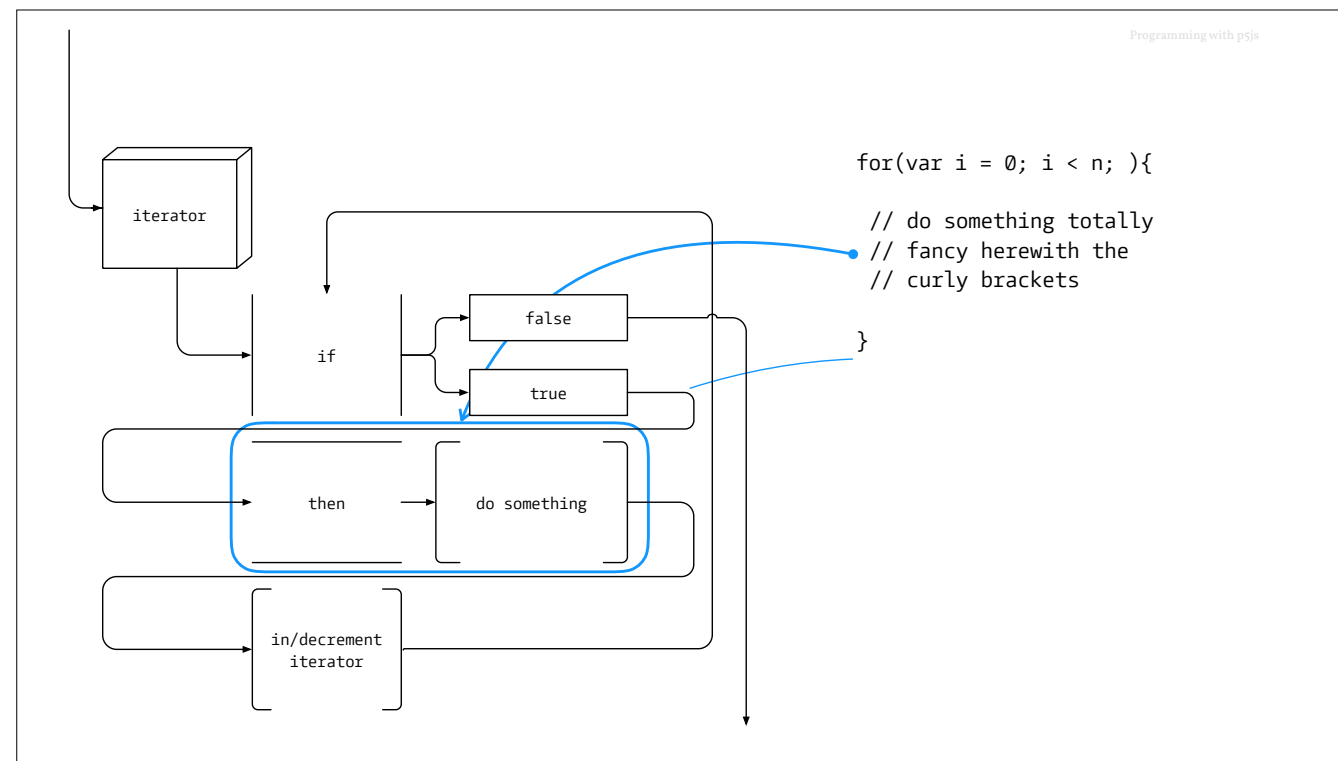 Programming with p5js
for(var i = 0; i < n; ){
// do something totally
// fancy herewith the
// curly brackets
}
iterator
false
if
true
then
do something
in/decrement
iterator